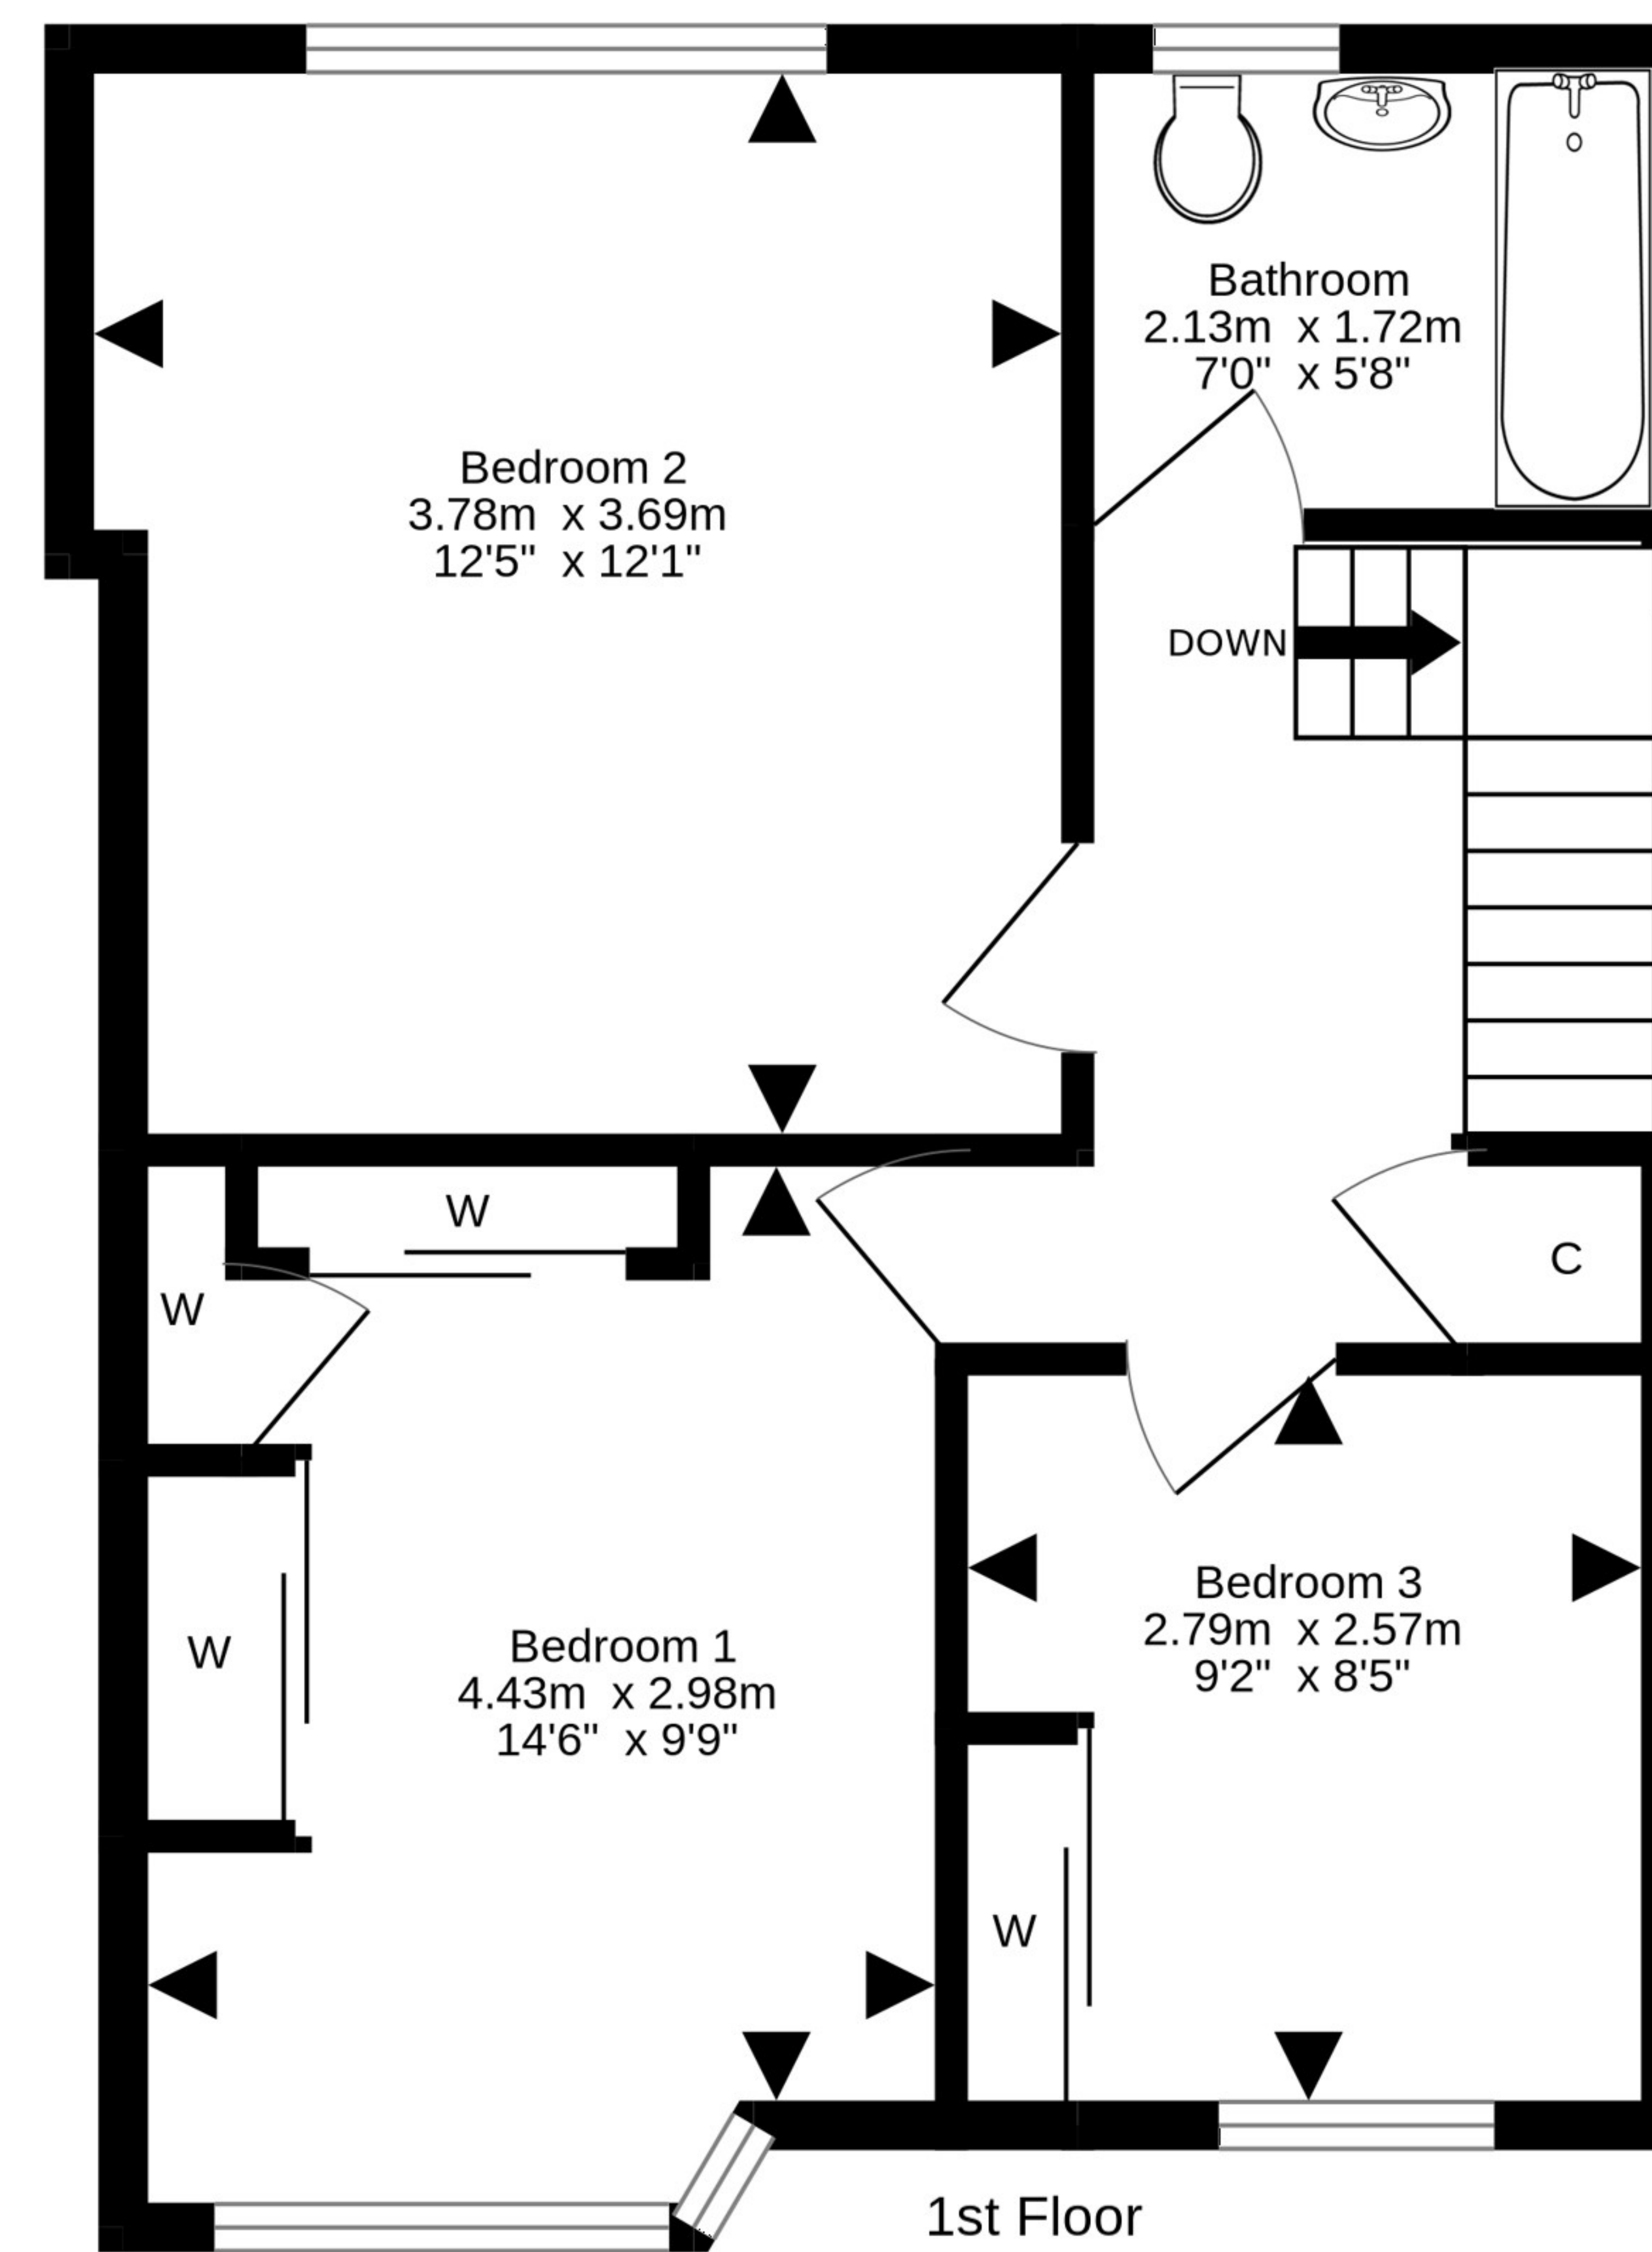 Bathroom
2.13m x 1.72m
7'0" x 5'8"
Bedroom 2
3.78m x 3.69m
12'5" x 12'1"
DOWN
W
C
W
Bedroom 3
2.79m x 2.57m
9'2" x 8'5"
W
Bedroom 1
4.43m x 2.98m
14'6" x 9'9"
W
1st Floor